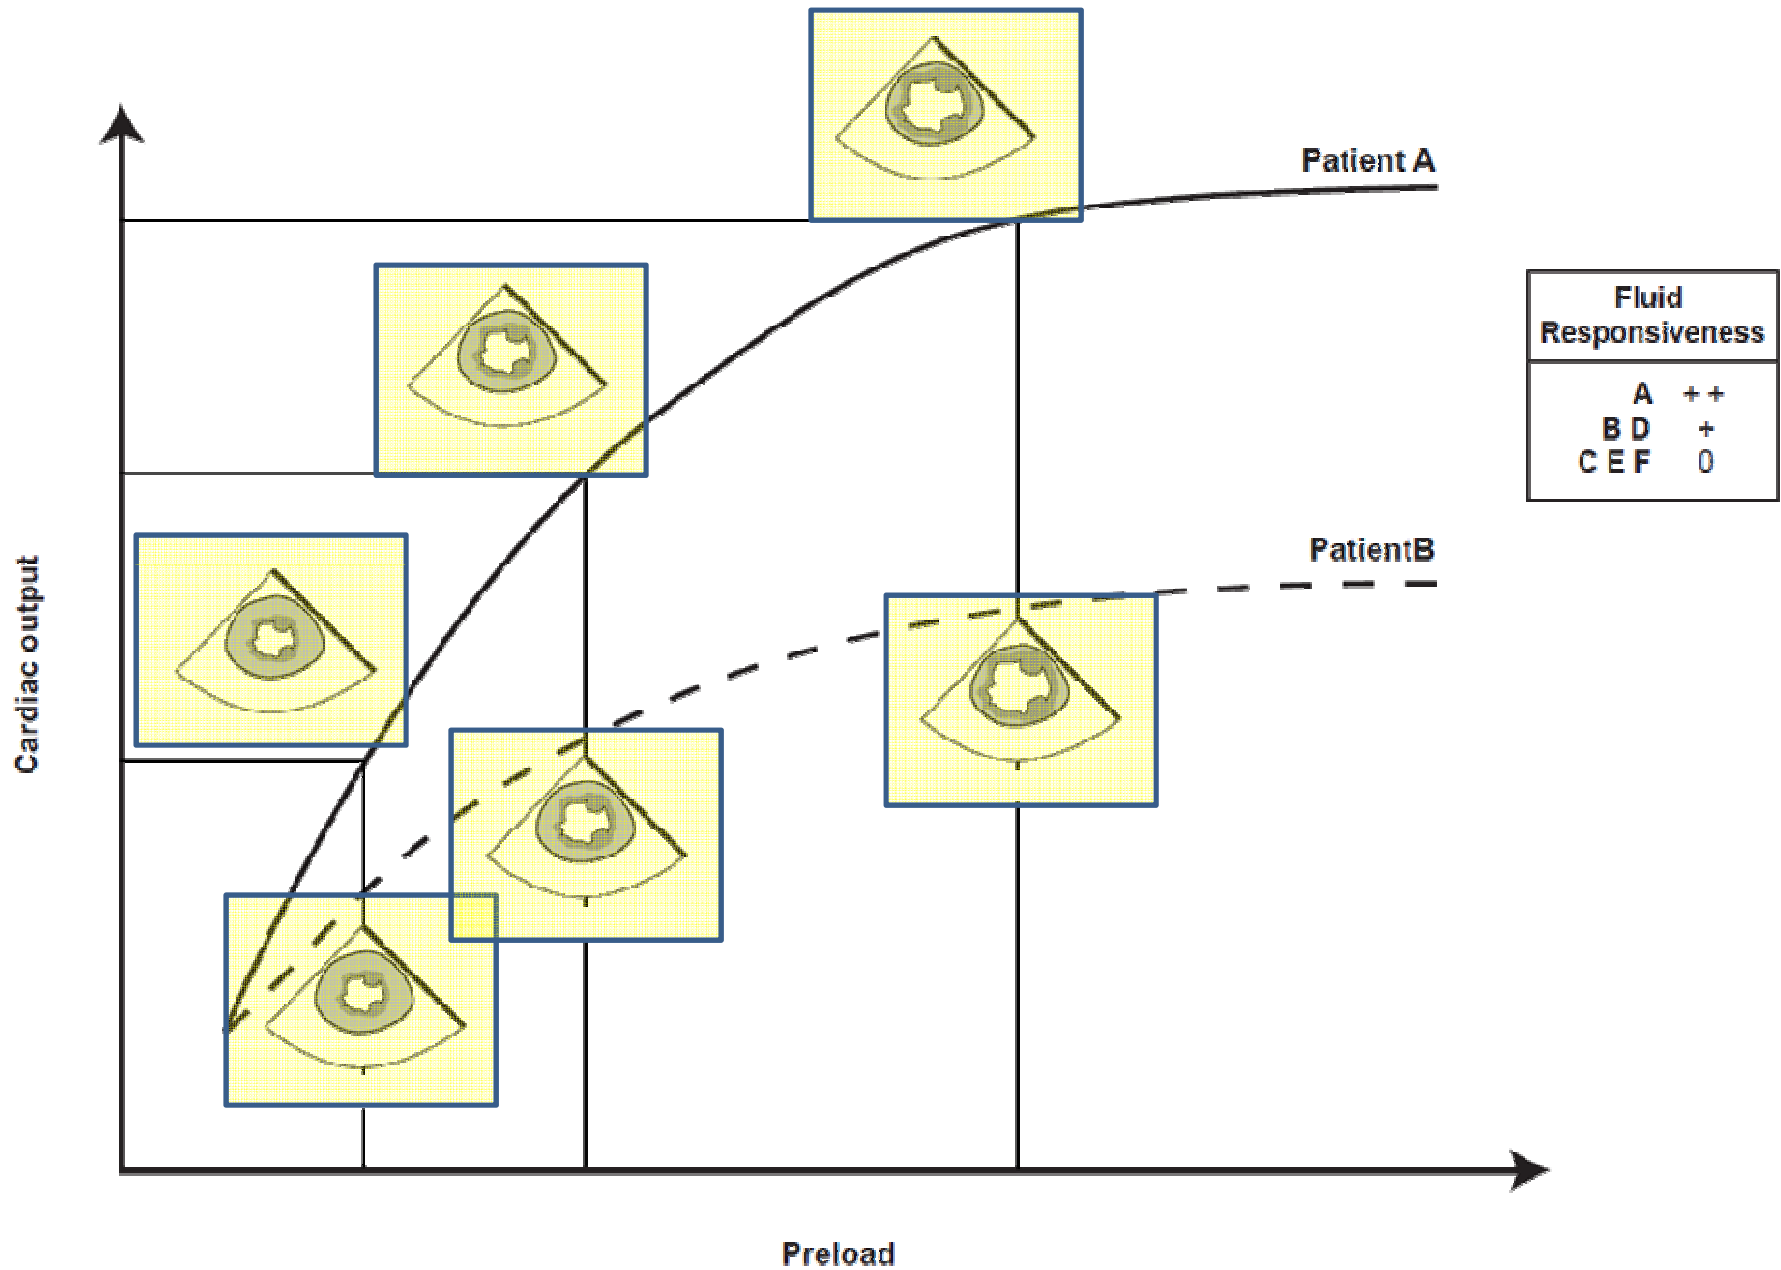 Patient A
Fluid
Responsiveness
A ++
B D +
C E F 0
PatientB
Cardiac output
Preload